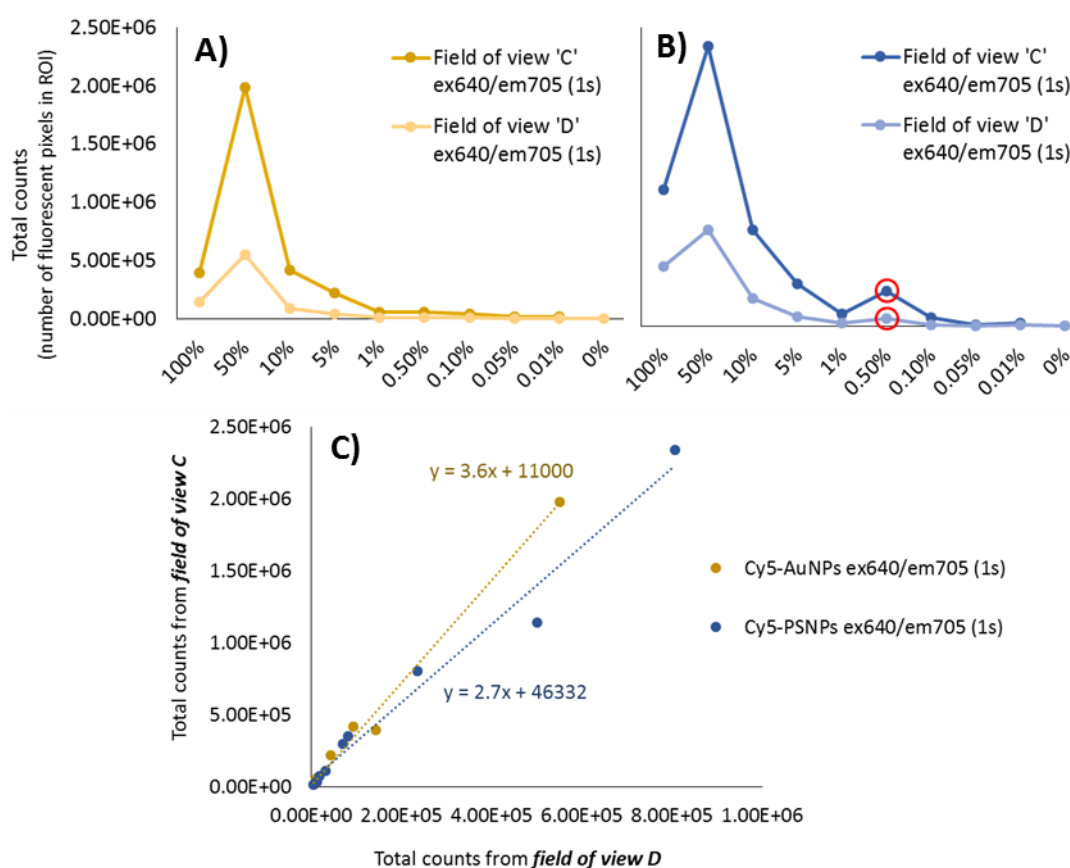 A)
2.50E+06
2.00E+06
1.50E+06
1.00E+06
5.00E+05
0.00E+00
Total counts
(number of fluorescent pixels in ROI)
Field of view 'C'
ex640/em705 (1s)
Field of view 'D'
ex640/em705 (1s)
100%
50%
10%
5%
1%
0.50%
0.10%
0.05%
0.01%
0%
B)
Field of view 'C'
ex640/em705 (1s)
Field of view 'D'
ex640/em705 (1s)
100%
50%
10%
5%
1%
0.50%
0.10%
0.05%
0.01%
0%
C)
2.50E+06
2.00E+06
1.50E+06
1.00E+06
5.00E+05
0.00E+00
Total counts from field of view C
y = 3.6x + 11000
y = 2.7x + 46332
Cy5-AuNPs ex640/em705 (1s)
Cy5-PSNPs ex640/em705 (1s)
0.00E+00 2.00E+05 4.00E+05 6.00E+05 8.00E+05 1.00E+06
Total counts from field of view D